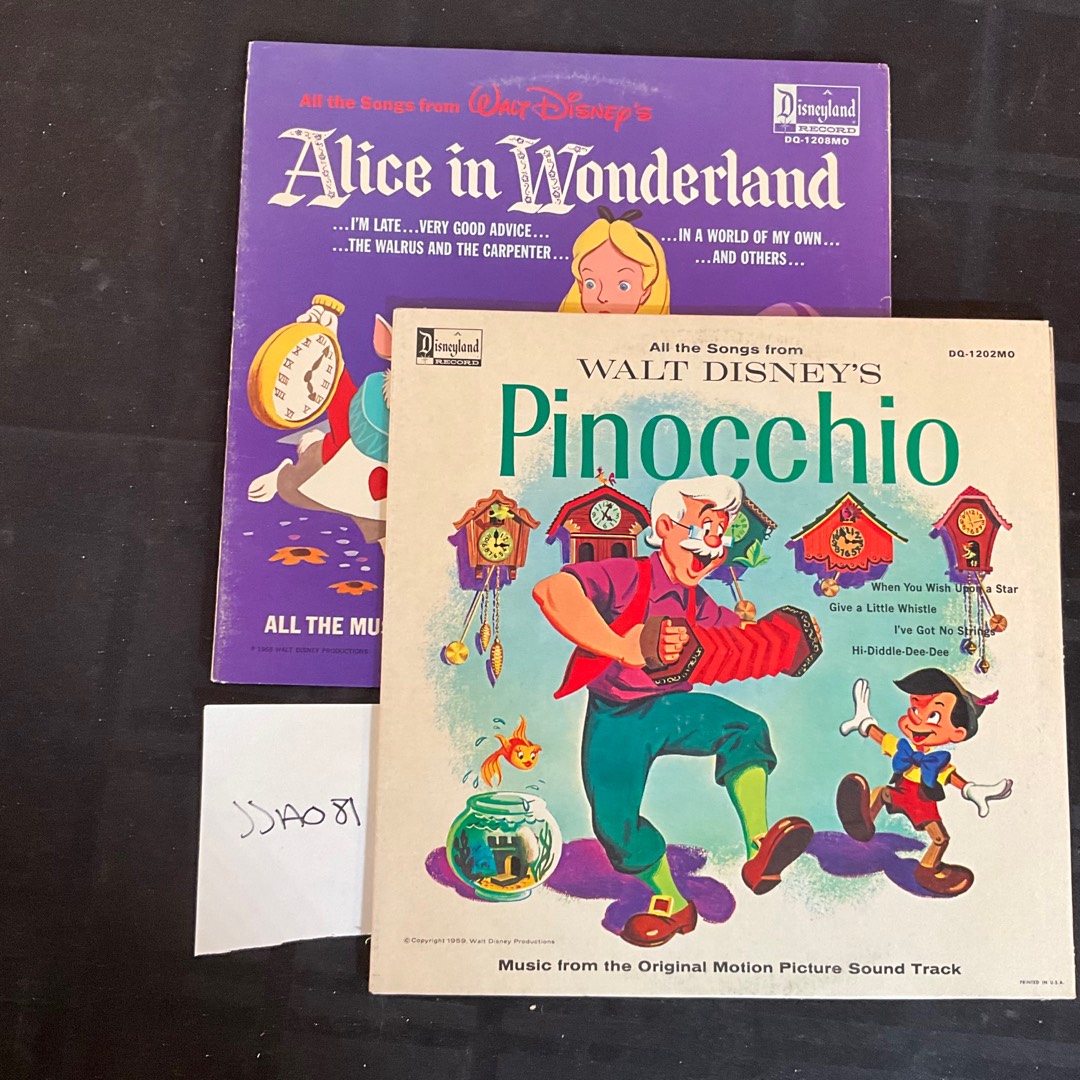 All the Songs from WALT DISNEY'S
Disneyland
RECORD
DQ-1208MO
Alice in Wonderland
...I'M LATE...VERY GOOD ADVICE...
...THE WALRUS AND THE CARPENTER...
...IN A WORLD OF MY OWN...
...AND OTHERS...
ALL THE MU
Disneyland
RECORD
All the Songs from
DQ-1202MO
WALT DISNEY'S
Pinocchio
When You Wish Upon a Star
Give a Little Whistle
I've Got No Strings
Hi-Diddle-Dee-Dee
JJA081
© Copyright 1959, Walt Disney Productions
Music from the Original Motion Picture Sound Track
PRINTED IN U.S.A.